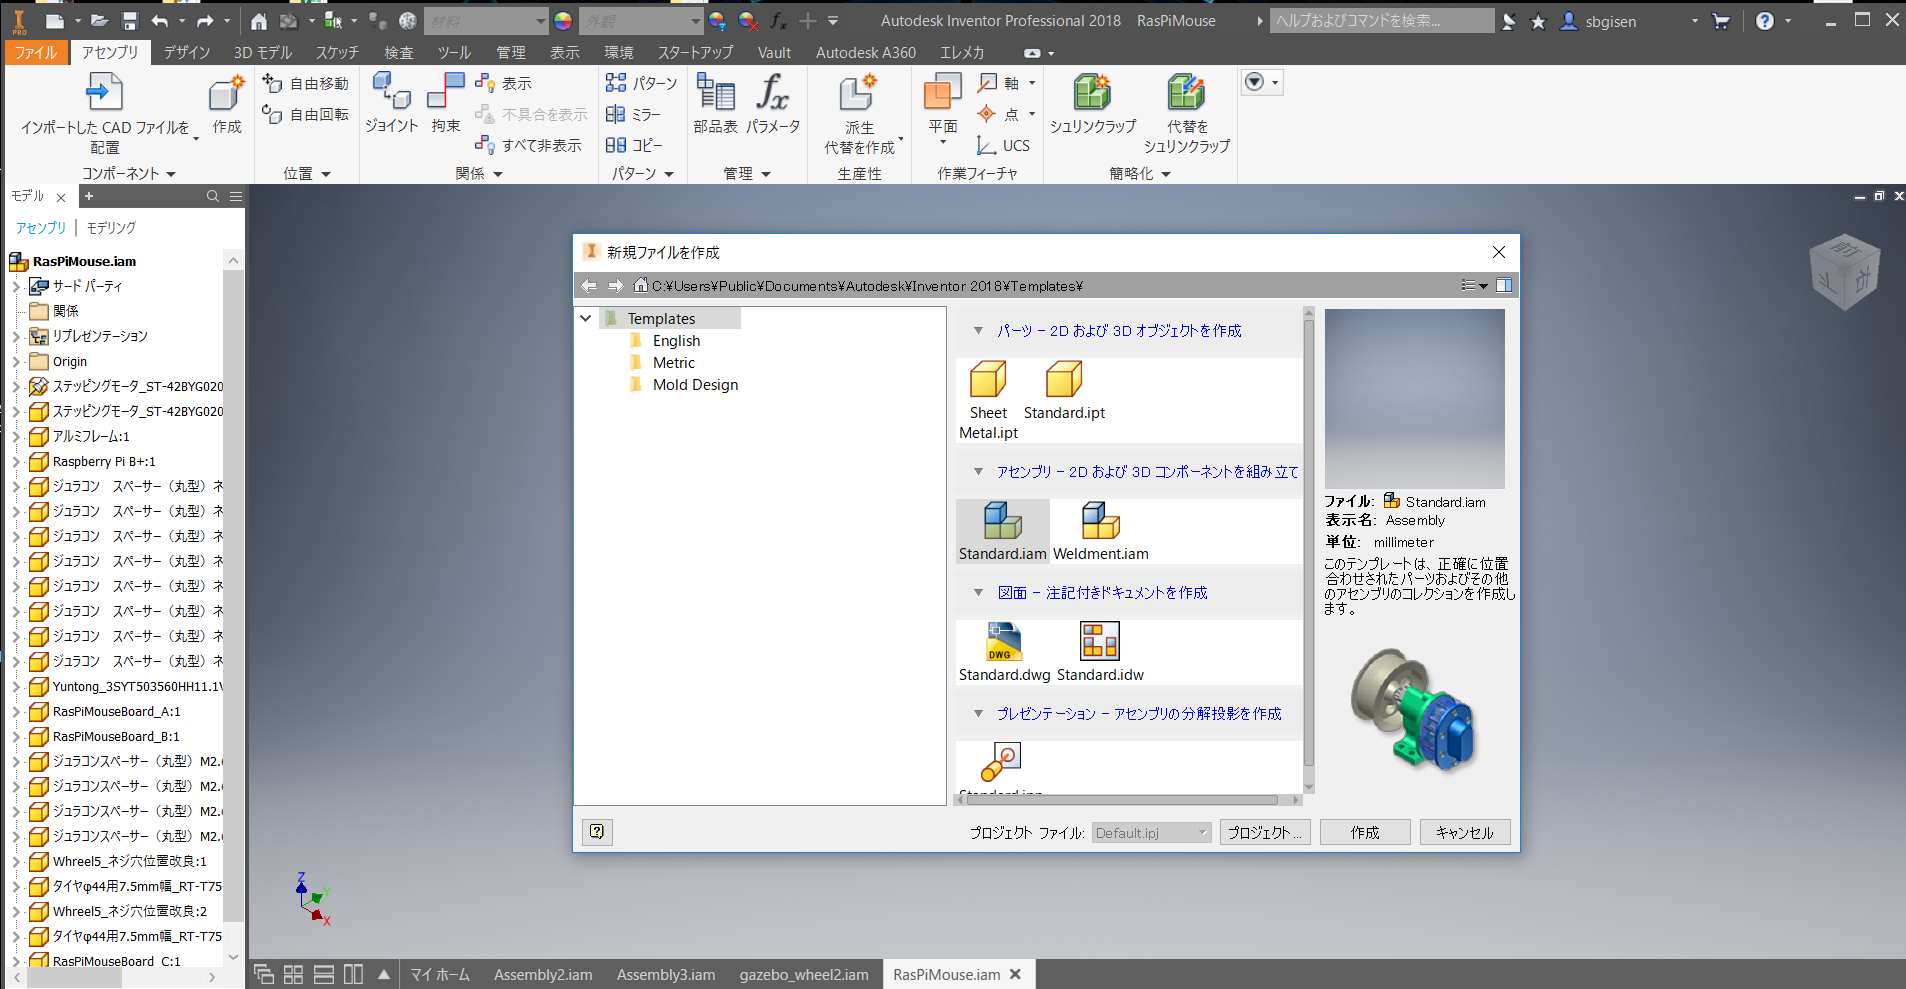 材料
外観
Autodesk Inventor Professional 2018 RasPiMouse
ヘルプおよびコマンドを検索...
sbgisen
PRO
ファイル
アセンブリ
デザイン
3D モデル
スケッチ
検査
ツール
管理
表示
環境
スタートアップ
Vault
Autodesk A360
エレメカ
インポートした CAD ファイルを
配置
作成
コンポーネント
自由移動
自由回転
位置
ジョイント
拘束
表示
不具合を表示
すべて非表示
関係
パターン
ミラー
コピー
パターン
部品表
パラメータ
管理
派生
代替を作成
生産性
平面
軸
点
UCS
作業フィーチャ
シュリンクラップ
代替を
シュリンクラップ
簡略化
モデル
アセンブリ
モデリング
RasPiMouse.iam
サード パーティ
関係
リプレゼンテーション
Origin
ステッピングモータ_ST-42BYG020
ステッピングモータ_ST-42BYG020
アルミフレーム:1
Raspberry Pi B+:1
ジュラコン　スペーサー（丸型）ネ
ジュラコン　スペーサー（丸型）ネ
ジュラコン　スペーサー（丸型）ネ
ジュラコン　スペーサー（丸型）ネ
ジュラコン　スペーサー（丸型）ネ
ジュラコン　スペーサー（丸型）ネ
ジュラコン　スペーサー（丸型）ネ
ジュラコン　スペーサー（丸型）ネ
Yuntong_3SYT503560HH11.1V
RasPiMouseBoard_A:1
RasPiMouseBoard_B:1
ジュラコンスペーサー（丸型）M2.
ジュラコンスペーサー（丸型）M2.
ジュラコンスペーサー（丸型）M2.
ジュラコンスペーサー（丸型）M2.
Whreel5_ネジ穴位置改良:1
タイヤφ44用7.5mm幅_RT-T75
Whreel5_ネジ穴位置改良:2
タイヤφ44用7.5mm幅_RT-T75
RasPiMouseBoard_C:1
新規ファイルを作成
C:¥Users¥Public¥Documents¥Autodesk¥Inventor 2018¥Templates¥
Templates
English
Metric
Mold Design
パーツ - 2D および 3D オブジェクトを作成
Sheet
Metal.ipt
Standard.ipt
アセンブリ - 2D および 3D コンポーネントを組み立て
Standard.iam
Weldment.iam
図面 - 注記付きドキュメントを作成
DWG
Standard.dwg
Standard.idw
プレゼンテーション - アセンブリの分解投影を作成
Standard.ipn
ファイル: Standard.iam
表示名: Assembly
単位: millimeter
このテンプレートは、正確に位置
合わせされたパーツおよびその他
のアセンブリのコレクションを作成し
ます。
プロジェクト ファイル:
Default.ipj
プロジェクト...
作成
キャンセル
Z
Y
X
マイ ホーム
Assembly2.iam
Assembly3.iam
gazebo_wheel2.iam
RasPiMouse.iam